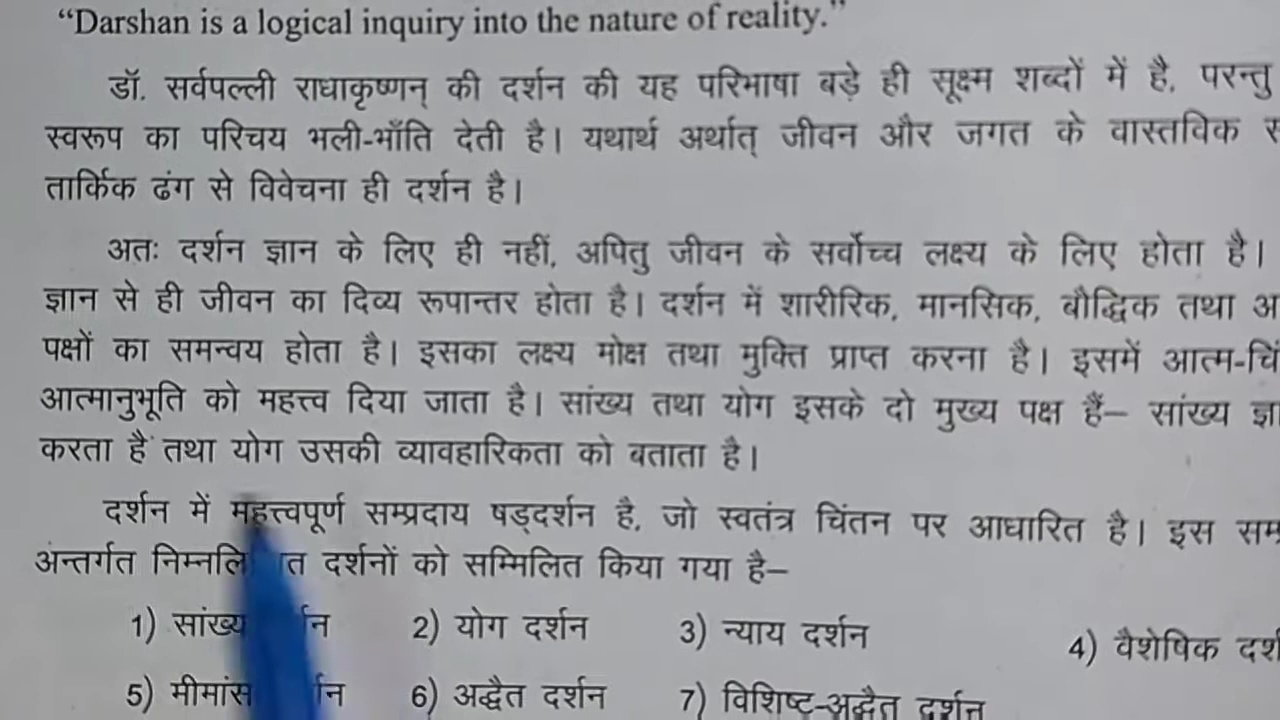 “Darshan is a logical inquiry into the nature of reality.”
डॉ. सर्वपल्ली राधाकृष्णन् की दर्शन की यह परिभाषा बड़े ही सूक्ष्म शब्दों में है, परन्तु
स्वरूप का परिचय भली-भाँति देती है। यथार्थ अर्थात् जीवन और जगत के वास्तविक
तार्किक ढंग से विवेचना ही दर्शन है।
अतः दर्शन ज्ञान के लिए ही नहीं, अपितु जीवन के सर्वोच्च लक्ष्य के लिए होता है।
ज्ञान से ही जीवन का दिव्य रूपान्तर होता है। दर्शन में शारीरिक, मानसिक, बौद्धिक तथा
पक्षों का समन्वय होता है। इसका लक्ष्य मोक्ष तथा मुक्ति प्राप्त करना है। इसमें
आत्मानुभूति को महत्त्व दिया जाता है। सांख्य तथा योग इसके दो मुख्य पक्ष हैं– सांख्य
करता है तथा योग उसकी व्यावहारिकता को बताता है।
दर्शन में महत्त्वपूर्ण सम्प्रदाय षड्दर्शन है, जो स्वतंत्र चिंतन पर आधारित है। इस
अन्तर्गत दर्शनों को सम्मिलित किया गया है–
1) सांख्य 2) योग दर्शन 3) न्याय दर्शन 4) वैशेषिक
5) 6) अद्वैत दर्शन 7) विशिष्ट-अद्वैत दर्शन